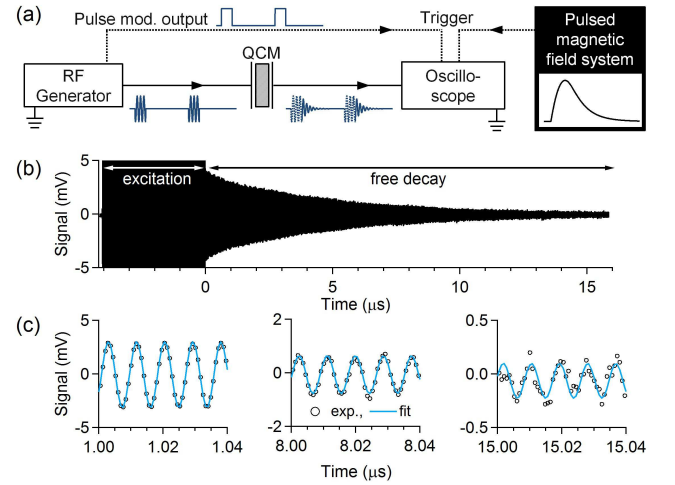 (a)
Pulse mod. output
Trigger
Pulsed
magnetic
field system
QCM
RF
Generator
Oscillo-
scope
(b)
Signal (mV)
5
0
-5
excitation
free decay
0
5
10
15
Time (μs)
(c)
Signal (mV)
5
0
-5
1.00
1.02
1.04
2
0
-2
exp., fit
8.00
8.02
8.04
0.5
0.0
-0.5
15.00
15.02
15.04
Time (μs)